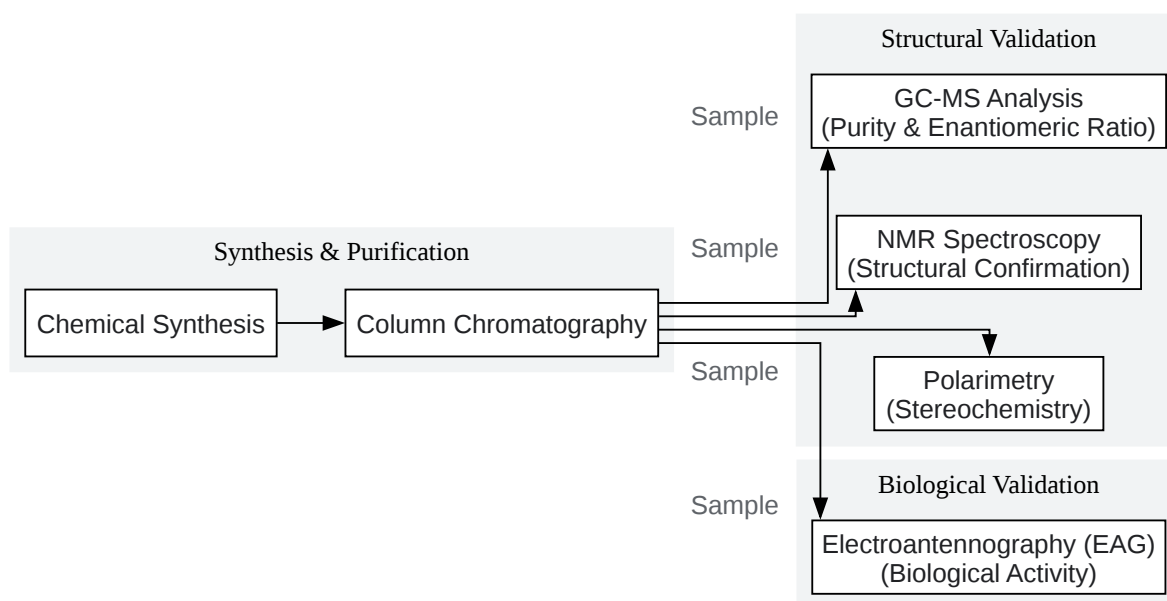 Structural Validation
Sample
GC-MS Analysis
(Purity & Enantiomeric Ratio)
Synthesis & Purification
Sample
NMR Spectroscopy
(Structural Confirmation)
Chemical Synthesis
Column Chromatography
Sample
Polarimetry
(Stereochemistry)
Biological Validation
Sample
Electroantennography (EAG)
(Biological Activity)